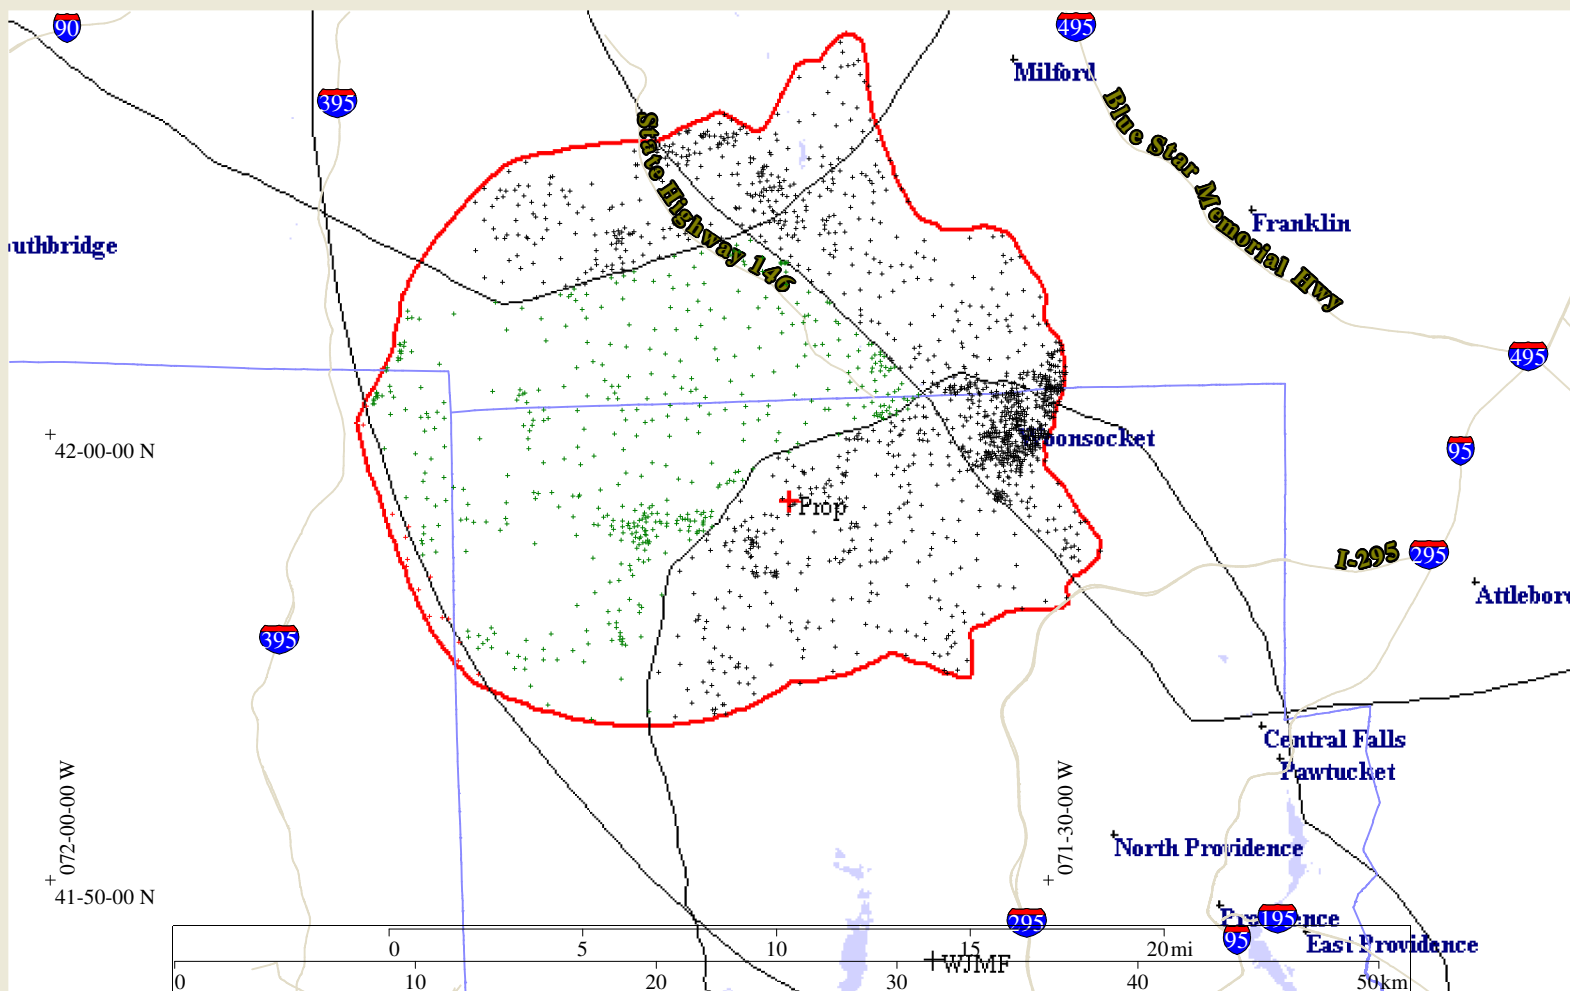 90
495
Milford
395
Blue Star Memorial Hwy
State Highway 146
Franklin
outhbridge
495
Woonsocket
42-00-00 N
95
Prop
I-295
295
Attlebor
395
Central Falls
Pawtucket
072-00-00 W
071-30-00 W
North Providence
41-50-00 N
295
195
95
East Providence
0 5 10 15 20 mi
WJMF
0 10 20 30 40 50 km